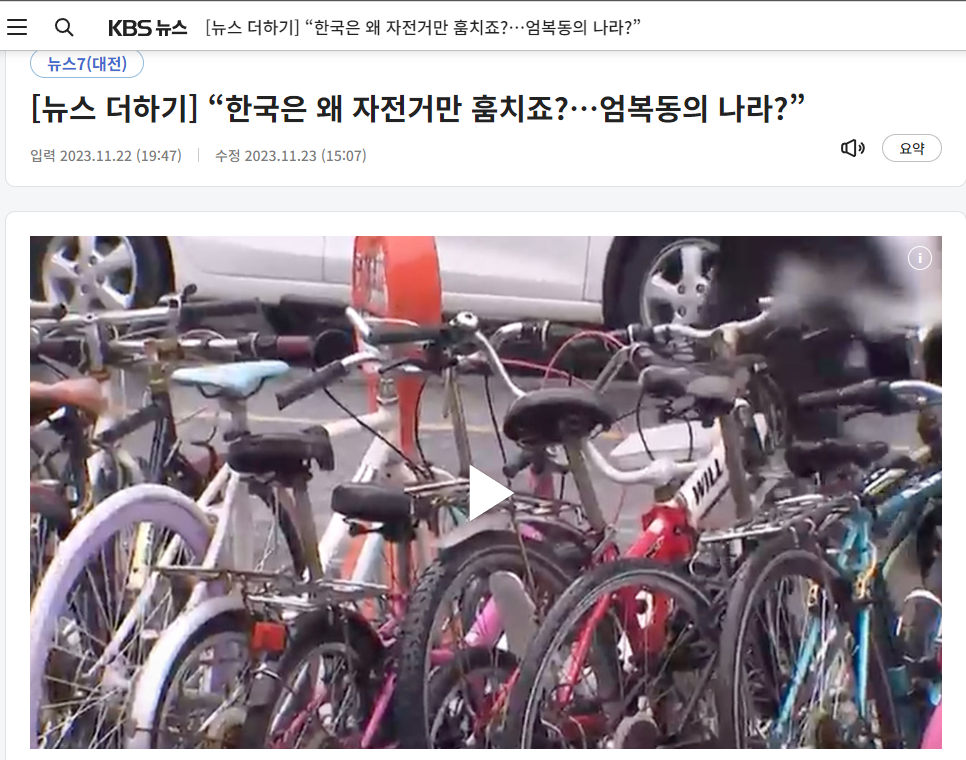 KBS 뉴스 [뉴스 더하기] “한국은 왜 자전거만 훔치죠?…엄복동의 나라?”
뉴스7(대전)
[뉴스 더하기] “한국은 왜 자전거만 훔치죠?…엄복동의 나라?”
입력 2023.11.22 (19:47) 수정 2023.11.23 (15:07)
요약
i
WILL